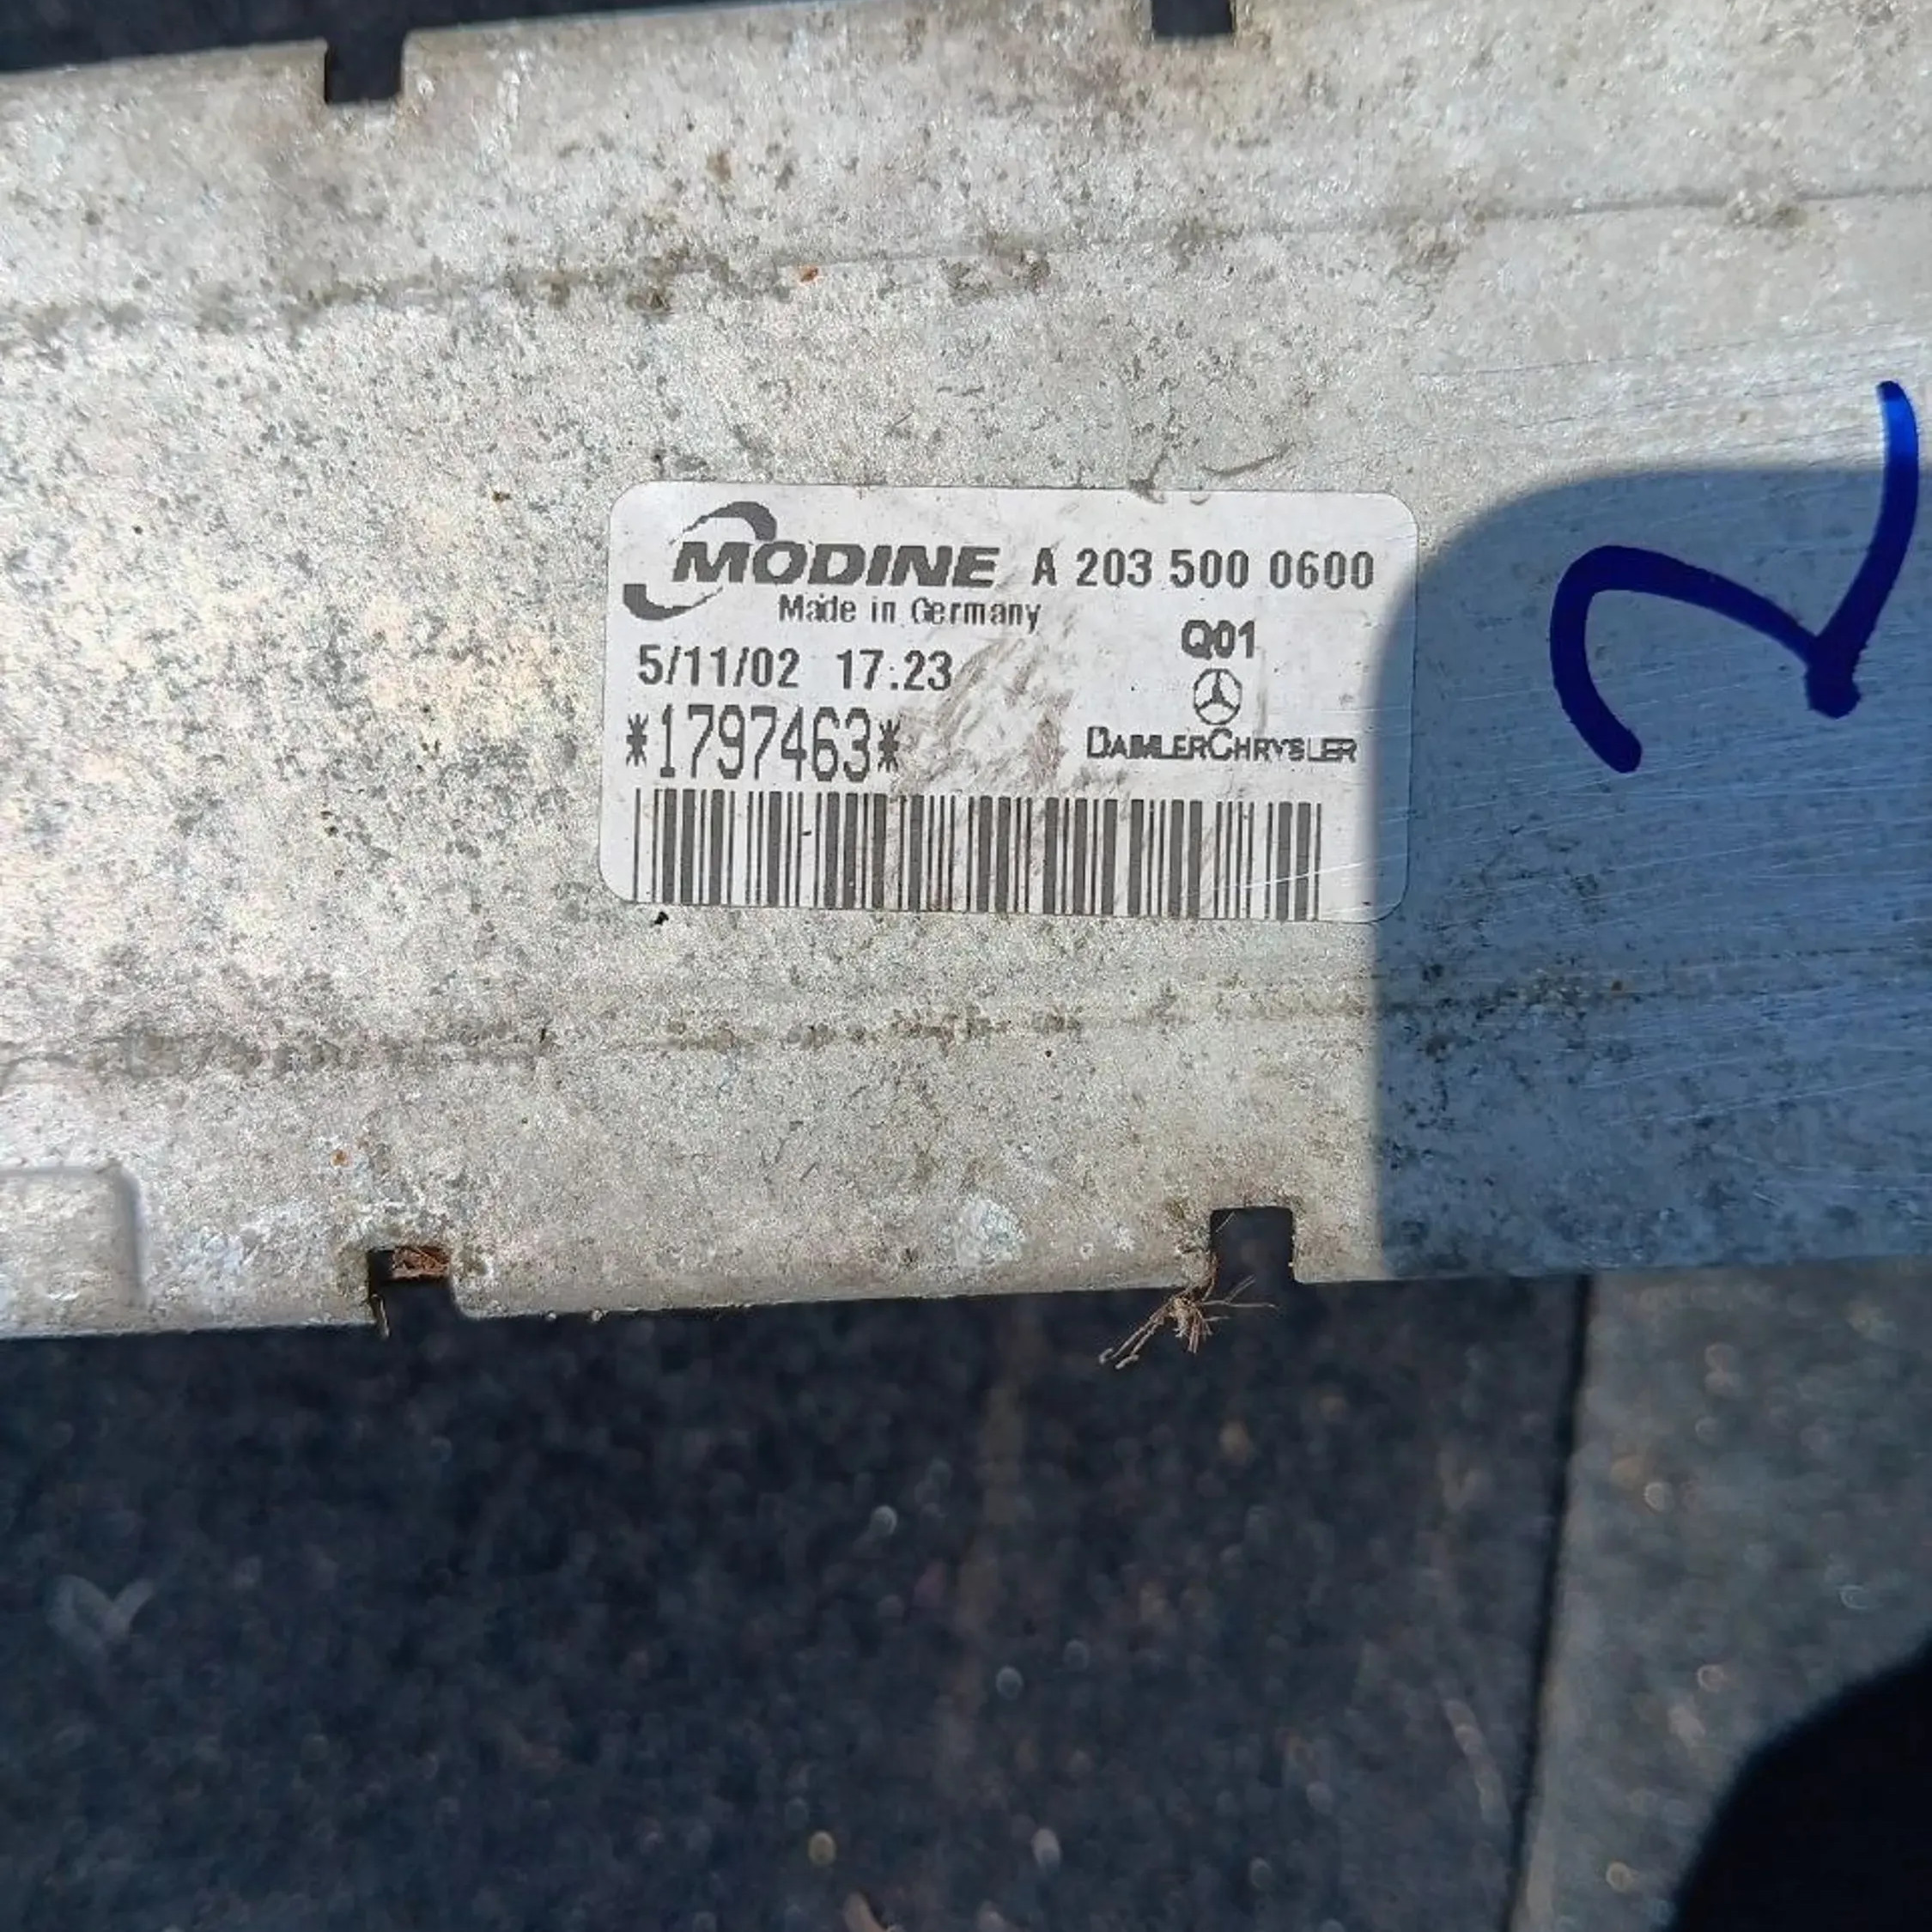 MODINE A 203 500 0600
Made in Germany
Q01
5/11/02 17:23
*1797463*
DAIMLERCHRYSLER
2